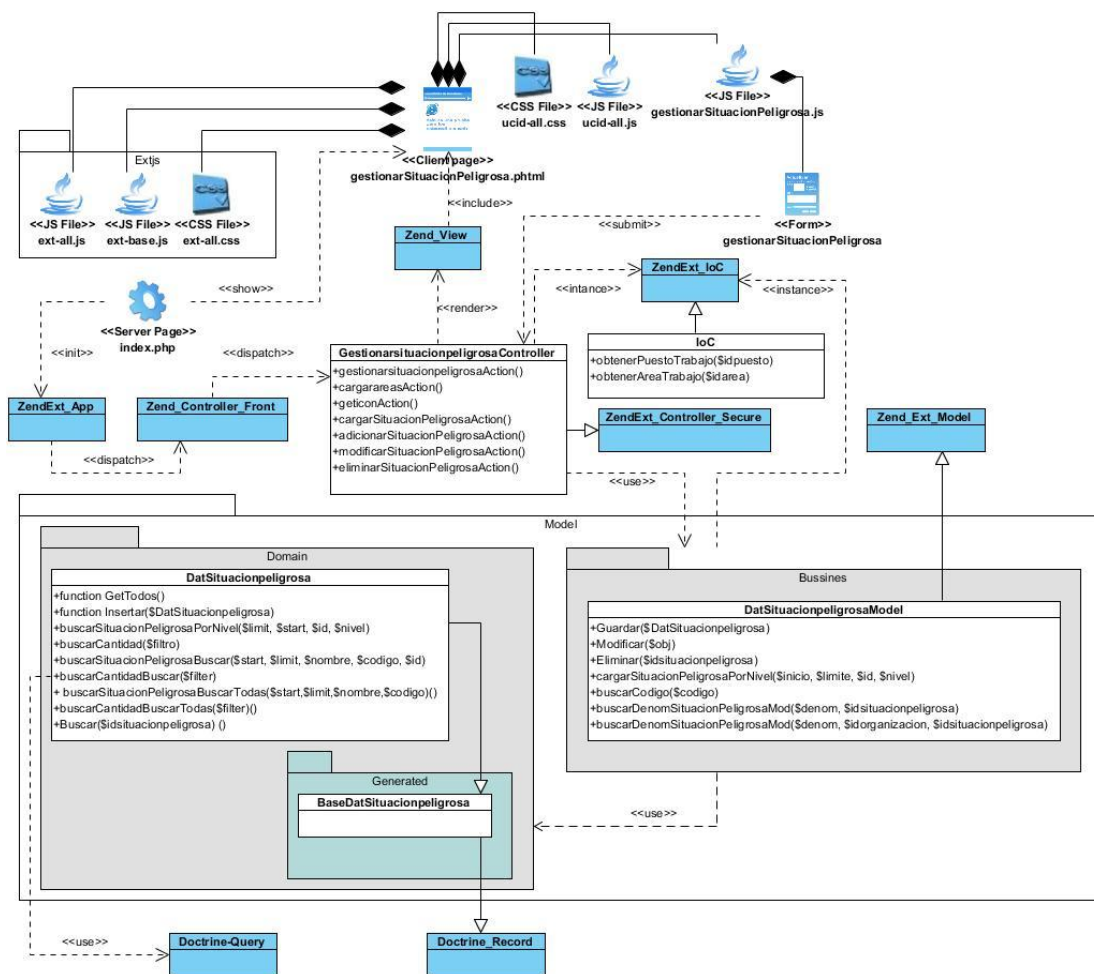 <<CSS File>>
ucid-all.css
<<JS File>>
ucid-all.js
<<JS File>>
gestionarSituacionPeligrosa.js
<<Client page>>
gestionarSituacionPeligrosa.phtml
Extjs
<<JS File>>
ext-all.js
<<JS File>>
ext-base.js
<<CSS File>>
ext-all.css
<<include>>
<<submit>>
<<Form>>
gestionarSituacionPeligrosa
Zend_View
ZendExt_IoC
<<show>>
<<intance>>
<<instance>>
<<render>>
<<Server Page>>
index.php
<<init>>
<<dispatch>>
IoC
+obtenerPuestoTrabajo($idpuesto)
+obtenerAreaTrabajo($idarea)
GestionarsituacionpeligrosaController
+gestionarsituacionpeligrosaAction()
+cargarareasAction()
+geticonAction()
+cargarSituacionPeligrosaAction()
+adicionarSituacionPeligrosaAction()
+modificarSituacionPeligrosaAction()
+eliminarSituacionPeligrosaAction()
ZendExt_App
Zend_Controller_Front
ZendExt_Controller_Secure
Zend_Ext_Model
<<dispatch>>
<<use>>
Model
Domain
DatSituacionpeligrosa
+function GetTodos()
+function Insertar($DatSituacionpeligrosa)
+buscarSituacionPeligrosaPorNivel($limit, $start, $id, $nivel)
+buscarCantidad($filtro)
+buscarSituacionPeligrosaBuscar($start, $limit, $nombre, $codigo, $id)
+buscarCantidadBuscar($filter)
+ buscarSituacionPeligrosaBuscarTodas($start,$limit,$nombre,$codigo)()
+buscarCantidadBuscarTodas($filter)()
+Buscar($idsituacionpeligrosa) ()
Bussines
DatSituacionpeligrosaModel
+Guardar($DatSituacionpeligrosa)
+Modificar($obj)
+Eliminar($idsituacionpeligrosa)
+cargarSituacionPeligrosaPorNivel($inicio, $limite, $id, $nivel)
+buscarCodigo($codigo)
+buscarDenomSituacionPeligrosaMod($denom, $idsituacionpeligrosa)
+buscarDenomSituacionPeligrosaMod($denom, $idorganizacion, $idsituacionpeligrosa)
Generated
BaseDatSituacionpeligrosa
<<use>>
<<use>>
Doctrine-Query
Doctrine_Record